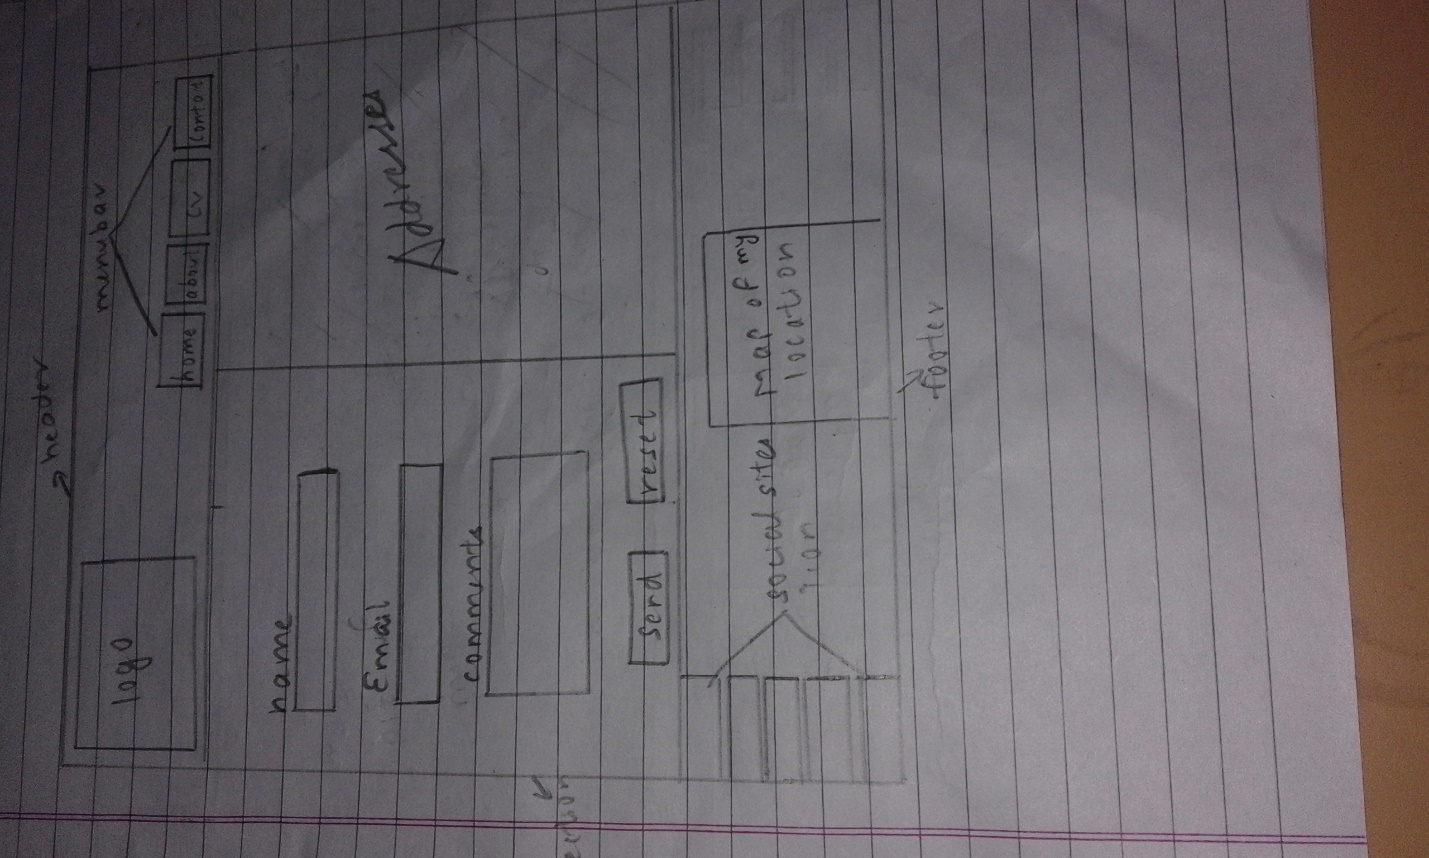 header
menubar
logo
home
about
cv
name
Email
comments
Addresses
send
reset
social sites
map of my
location
footer